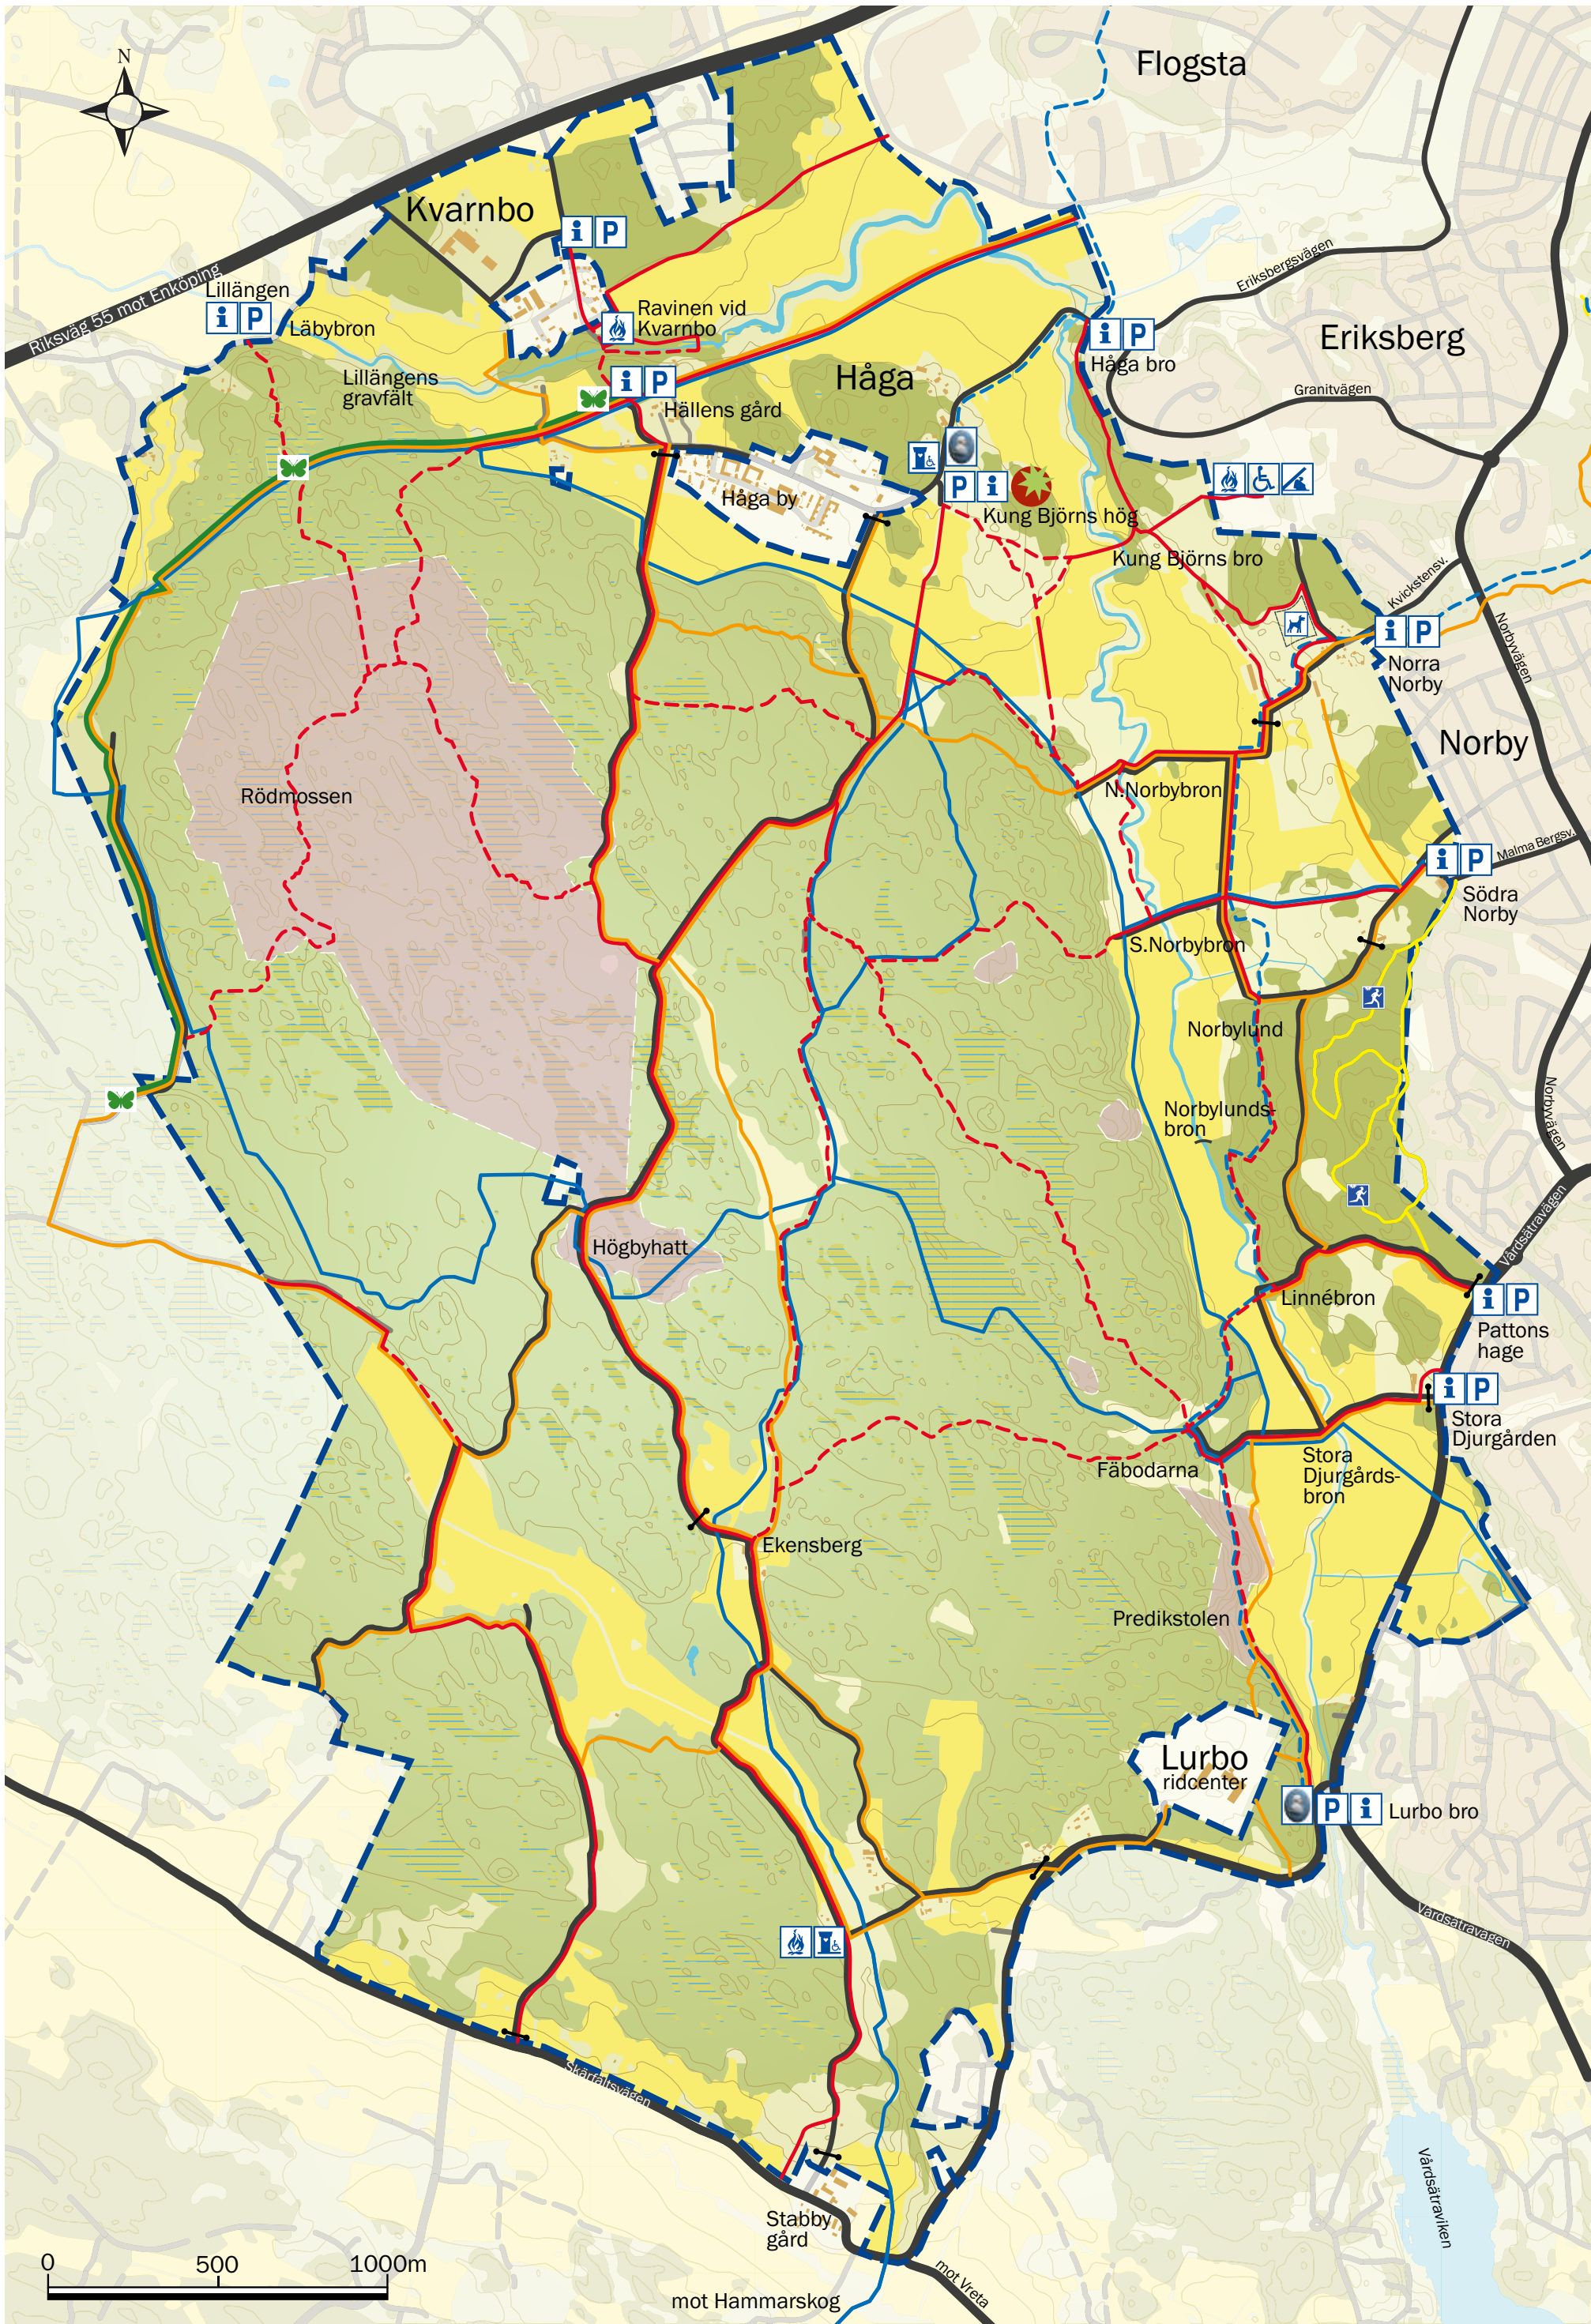 N
Flogsta
Kvarnbo
i P
Riksväg 55 mot Enköping
Lillängen
i P
Läbybron
Eriksbergsvägen
Ravinen vid
Kvarnbo
i P
Håga bro
Eriksberg
Lillängens
gravfält
i P
Hällens gård
Håga
Granitvägen
Håga by
P i
Kung Björns hög
Kung Björns bro
Kvickstensv.
Norbyvägen
i P
Norra
Norby
Norby
Rödmossen
N.Norbybron
Malma Bergsv.
i P
Södra
Norby
S.Norbybron
Norbylund
Norbylunds-
bron
Norbyvägen
Vårdsätravägen
Högbyhatt
Linnébron
i P
Pattons
hage
i P
Stora
Djurgården
Stora
Djurgårds-
bron
Fäbodarna
Ekensberg
Predikstolen
Lurbo
ridcenter
P i
Lurbo bro
Vårdsätravägen
Skärfältsvägen
Vårdsätraviken
Stabby
gård
0 500 1000m
mot Vreta
mot Hammarskog